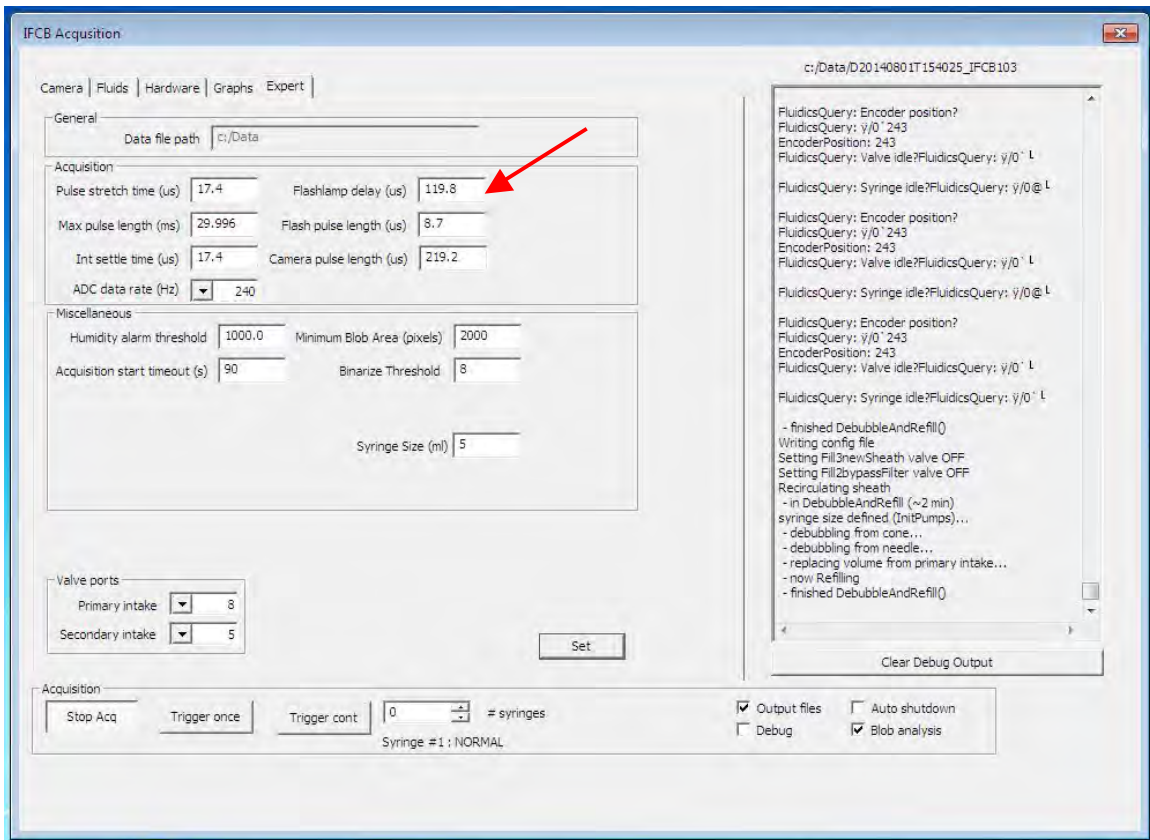 IFCB Acqusition
Camera Fluids Hardware Graphs Expert
General
Data file path c:/Data
Acquisition
Pulse stretch time (us) 17.4 Flashlamp delay (us) 119.8
Max pulse length (ms) 29.996 Flash pulse length (us) 8.7
Int settle time (us) 17.4 Camera pulse length (us) 219.2
ADC data rate (Hz) 240
Miscellaneous
Humidity alarm threshold 1000.0 Minimum Blob Area (pixels) 2000
Acquisition start timeout (s) 90 Binarize Threshold 8
Syringe Size (ml) 5
Valve ports
Primary intake 8
Secondary intake 5
Set
c:/Data/D20140801T154025_IFCB103
FluidicsQuery: Encoder position?
FluidicsQuery: ÿ/0`243
EncoderPosition: 243
FluidicsQuery: Valve idle?FluidicsQuery: ÿ/0` └
FluidicsQuery: Syringe idle?FluidicsQuery: ÿ/0@ └
FluidicsQuery: Encoder position?
FluidicsQuery: ÿ/0`243
EncoderPosition: 243
FluidicsQuery: Valve idle?FluidicsQuery: ÿ/0` └
FluidicsQuery: Syringe idle?FluidicsQuery: ÿ/0@ └
FluidicsQuery: Encoder position?
FluidicsQuery: ÿ/0`243
EncoderPosition: 243
FluidicsQuery: Valve idle?FluidicsQuery: ÿ/0` └
FluidicsQuery: Syringe idle?FluidicsQuery: ÿ/0` └
- finished DebubbleAndRefill()
Writing config file
Setting Fill3newSheath valve OFF
Setting Fill2bypassFilter valve OFF
Recirculating sheath
- in DebubbleAndRefill (~2 min)
syringe size defined (InitPumps)...
- debubbling from cone...
- debubbling from needle...
- replacing volume from primary intake...
- now Refilling
- finished DebubbleAndRefill()
Clear Debug Output
Acquisition
Stop Acq Trigger once Trigger cont 0 # syringes
Syringe #1 : NORMAL
Output files Auto shutdown
Debug Blob analysis